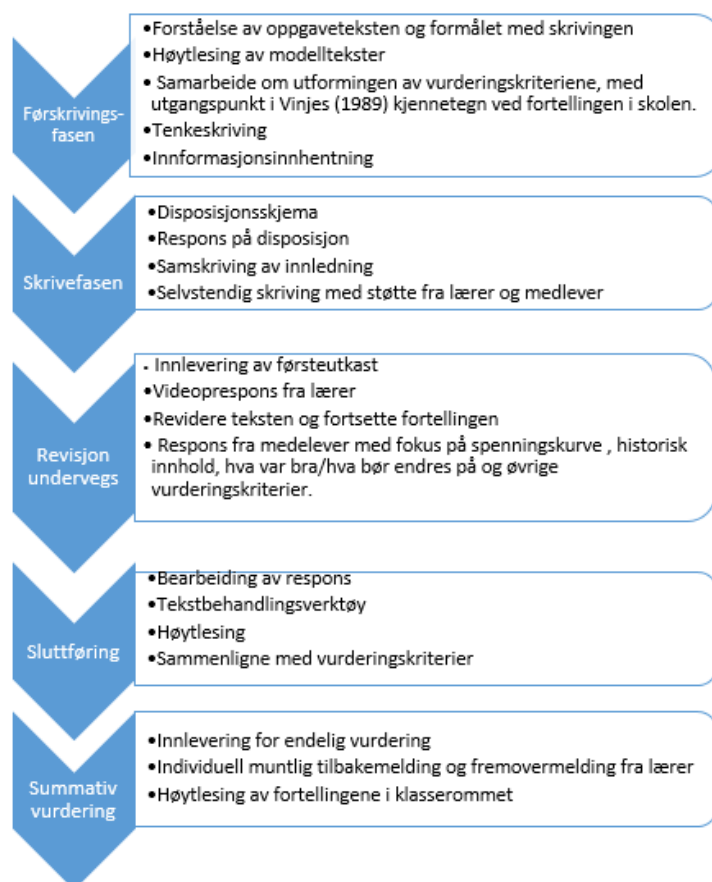 Førskrivings-
fasen
•Forståelse av oppgaveteksten og formålet med skrivingen
•Høytlesing av modelltekster
• Samarbeide om utformingen av vurderingskriteriene, med
utgangspunkt i Vinjes (1989) kjennetegn ved fortellingen i skolen.
•Tenkeskriving
•Innformasjonsinnhentning
Skrivefasen
•Disposisjonsskjema
•Respons på disposisjon
•Samskriving av innledning
•Selvstendig skriving med støtte fra lærer og medlever
Revisjon
undervegs
. Innlevering av førsteutkast
•Videoprespons fra lærer
•Revidere teksten og fortsette fortellingen
• Respons fra medelever med fokus på spenningskurve , historisk
innhold, hva var bra/hva bør endres på og øvrige
vurderingskriterier.
Sluttføring
•Bearbeiding av respons
•Tekstbehandlingsverktøy
•Høytlesing
•Sammenligne med vurderingskriterier
Summativ
vurdering
•Innlevering for endelig vurdering
•Individuell muntlig tilbakemelding og fremovermelding fra lærer
•Høytlesing av fortellingene i klasserommet